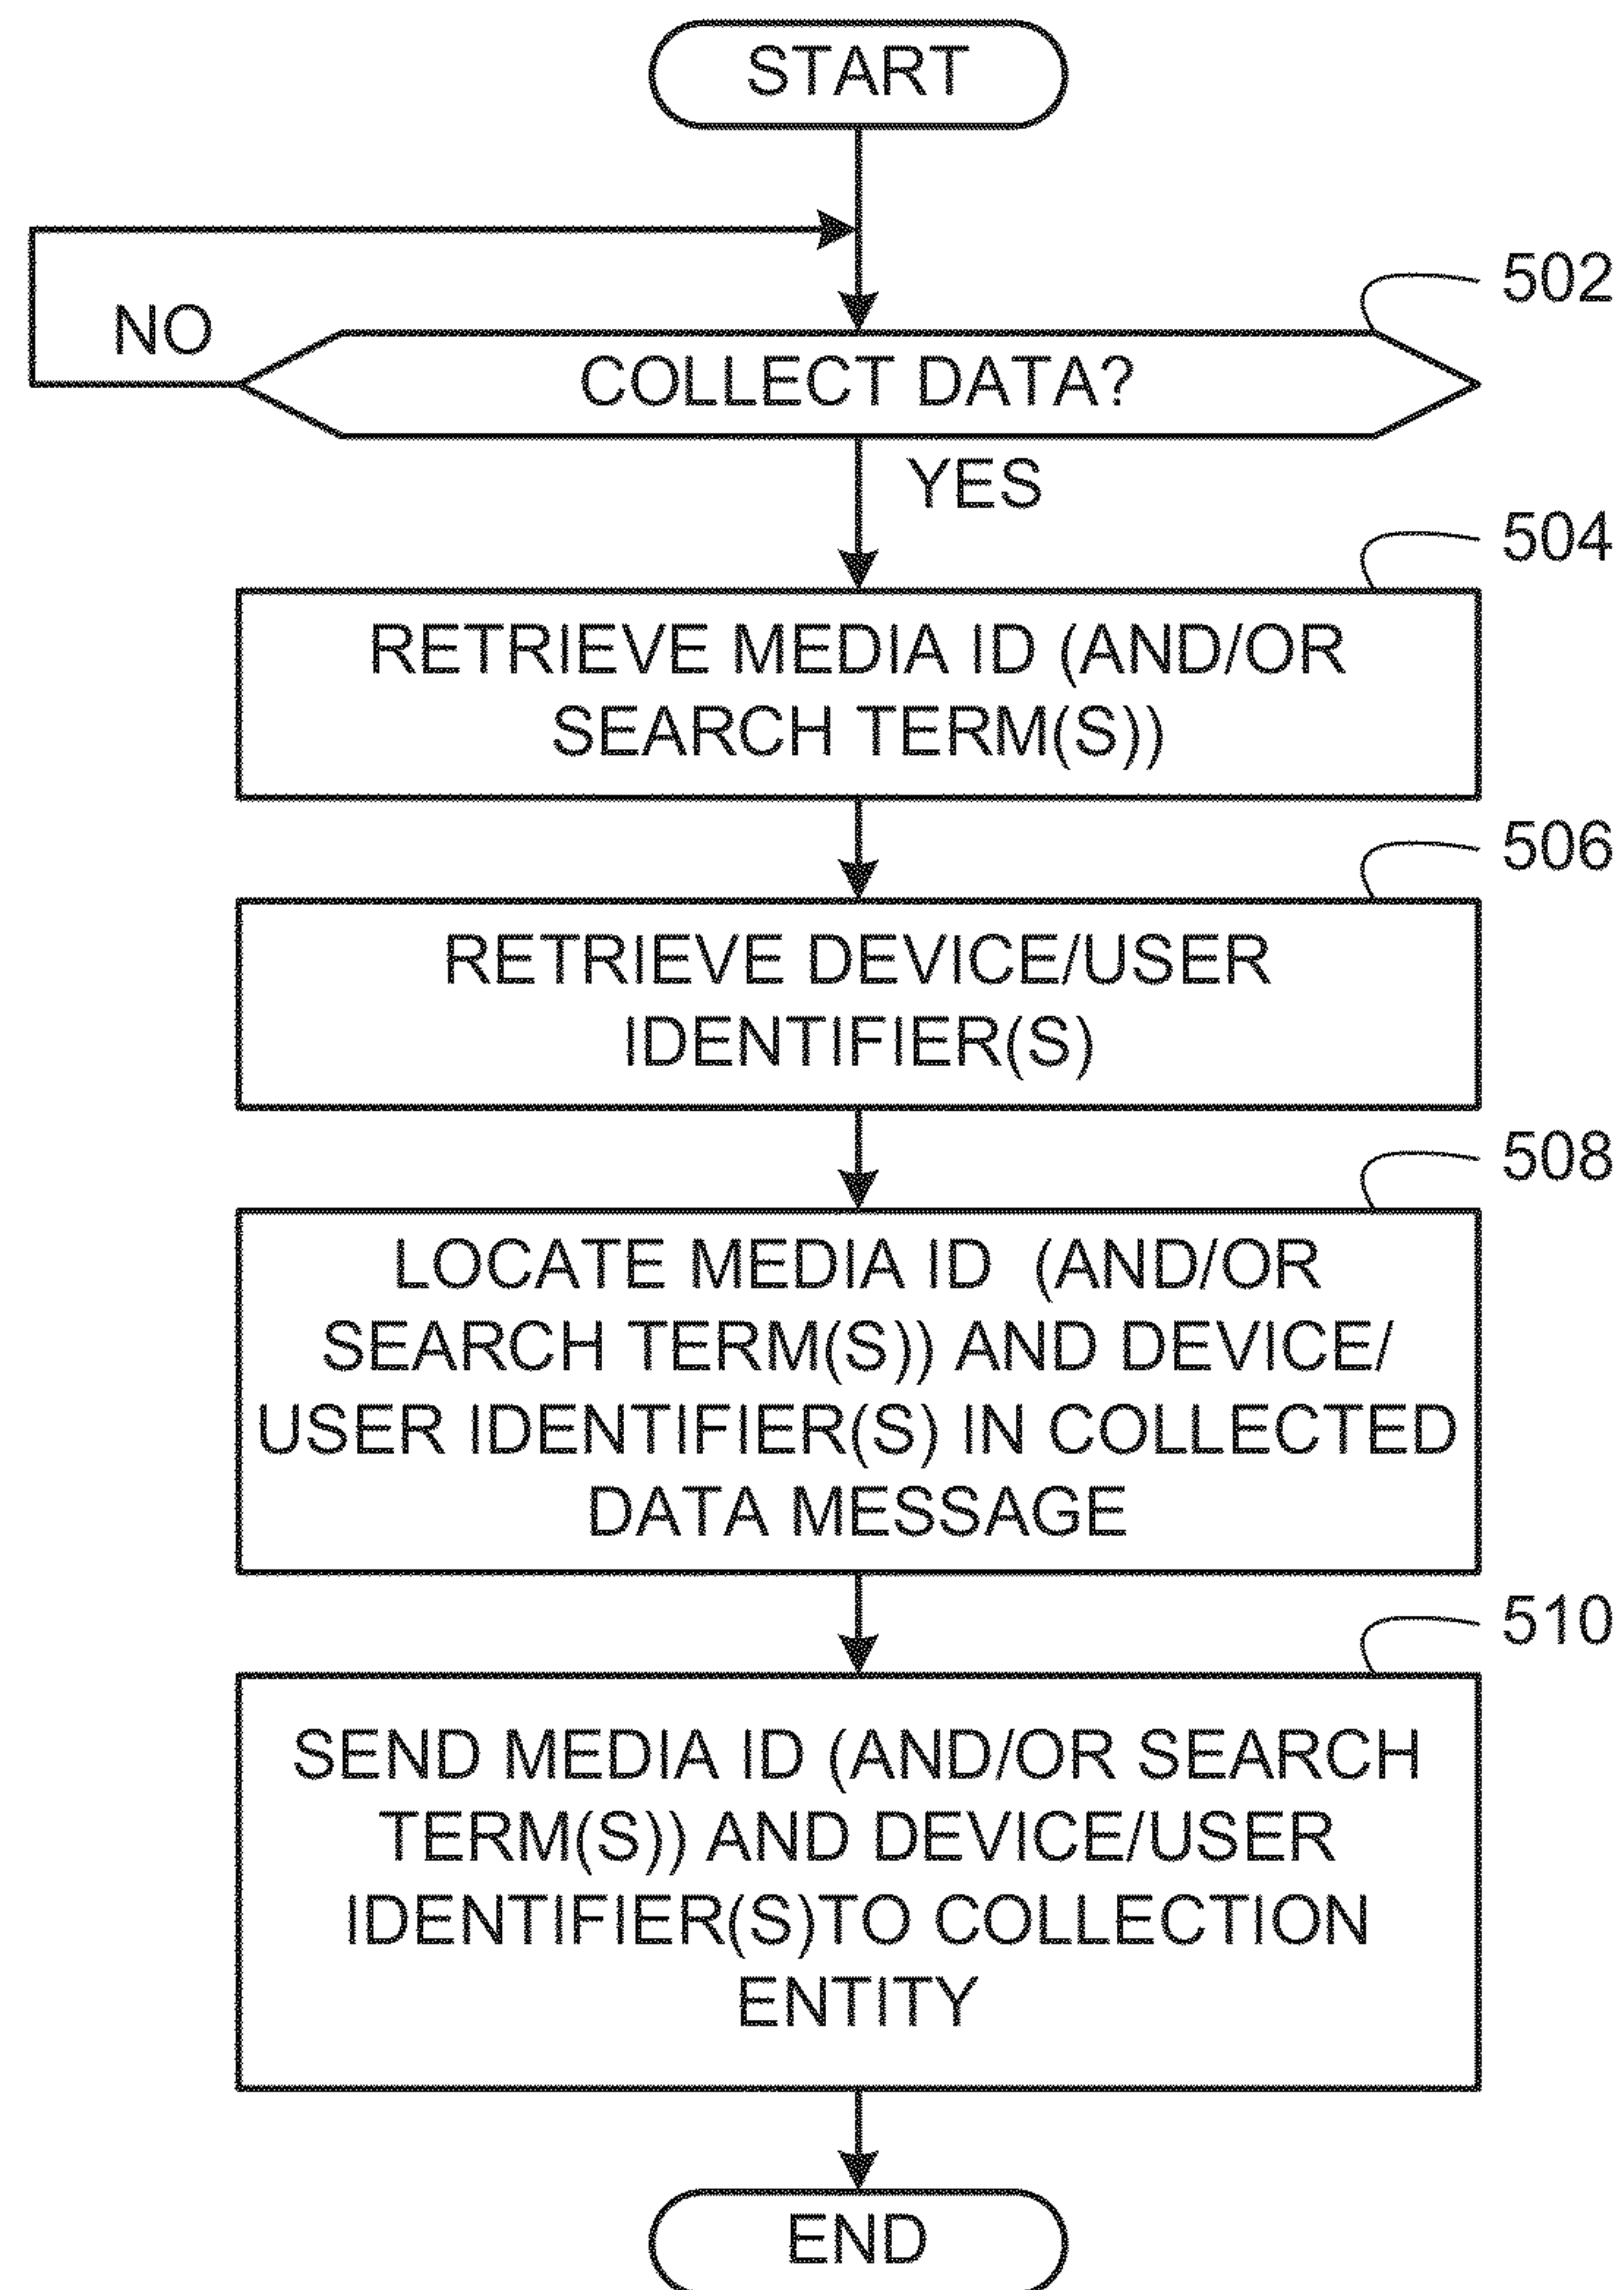 START
502
NO
COLLECT DATA?
YES
504
RETRIEVE MEDIA ID (AND/OR
SEARCH TERM(S))
506
RETRIEVE DEVICE/USER
IDENTIFIER(S)
508
LOCATE MEDIA ID (AND/OR
SEARCH TERM(S)) AND DEVICE/
USER IDENTIFIER(S) IN COLLECTED
DATA MESSAGE
510
SEND MEDIA ID (AND/OR SEARCH
TERM(S)) AND DEVICE/USER
IDENTIFIER(S)TO COLLECTION
ENTITY
END